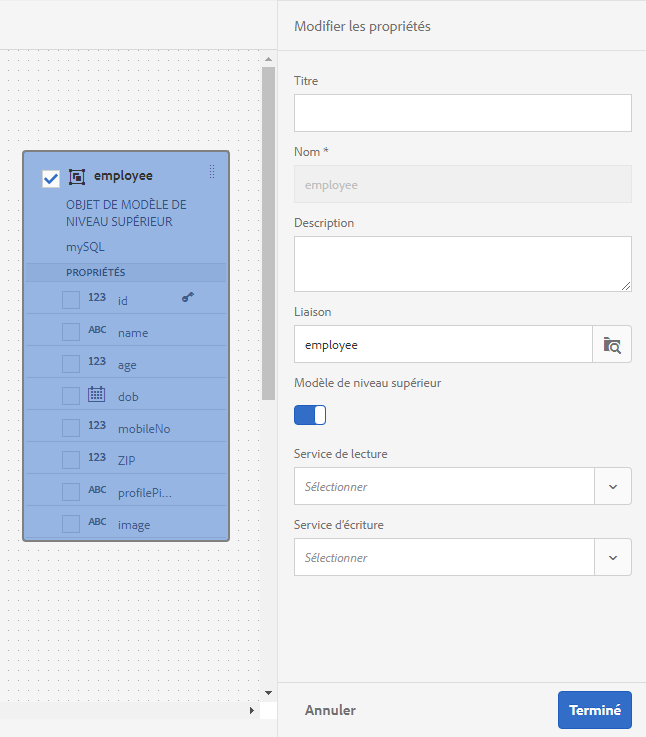 Modifier les propriétés
employee
OBJET DE MODÈLE DE
NIVEAU SUPÉRIEUR
mySQL
PROPRIÉTÉS
123 id
ABC name
123 age
dob
123 mobileNo
123 ZIP
ABC profilePi...
ABC image
Titre
Nom *
employee
Description
Liaison
employee
Modèle de niveau supérieur
Service de lecture
Sélectionner
Service d'écriture
Sélectionner
Annuler
Terminé